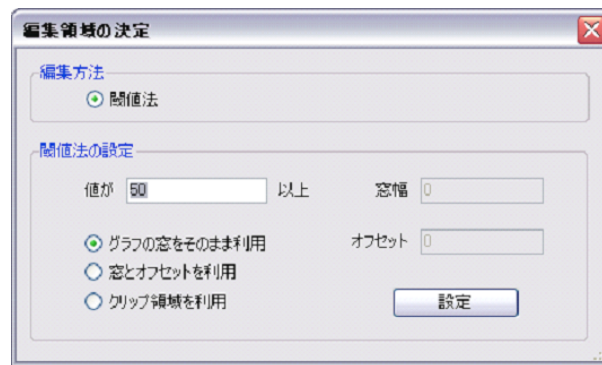 編集領域の決定
編集方法
閾値法
閾値法の設定
値が 50 以上 窓幅 0
グラフの窓をそのまま利用 オフセット 0
窓とオフセットを利用
クリップ領域を利用 設定